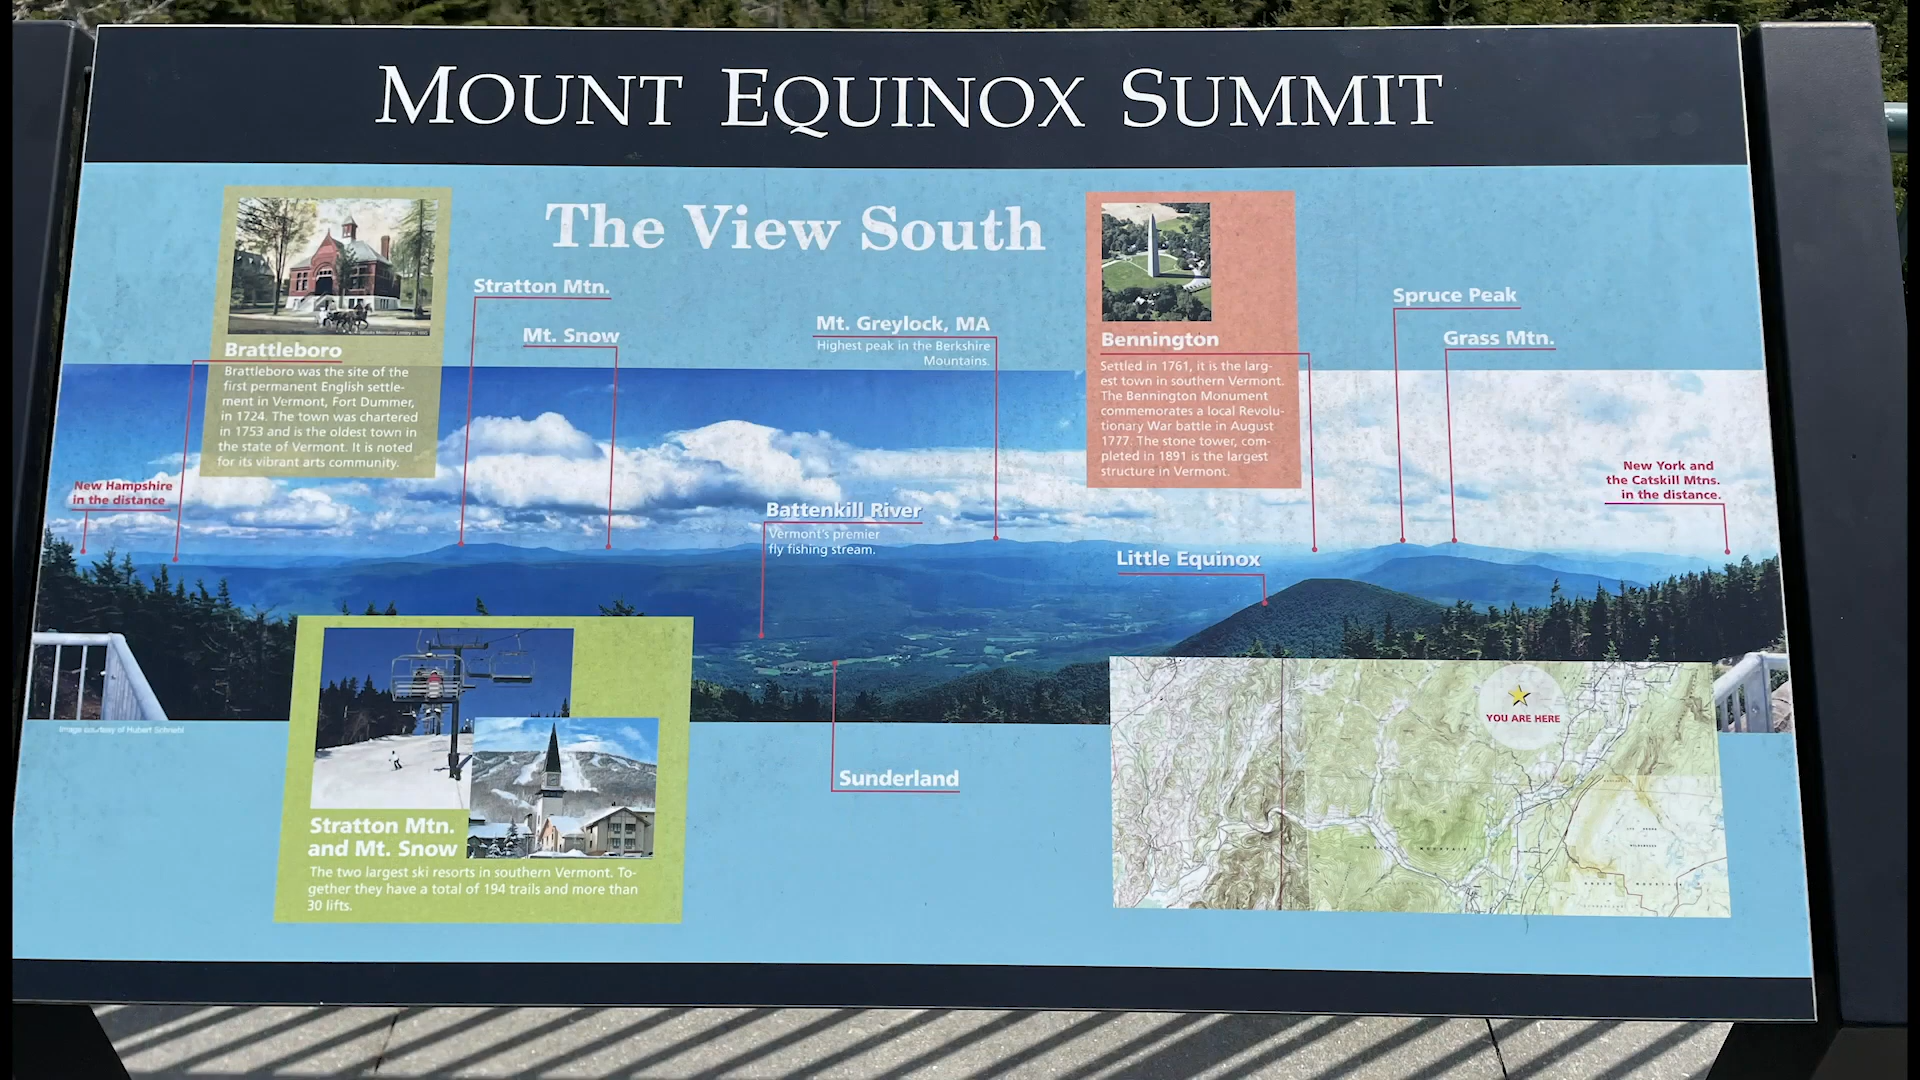 MOUNT EQUINOX SUMMIT
The View South
Brattleboro
Brattleboro was the site of the
first permanent English settle-
ment in Vermont, Fort Dummer,
in 1724. The town was chartered
in 1753 and is the oldest town in
the state of Vermont. It is noted
for its vibrant arts community.
Stratton Mtn.
Mt. Snow
Mt. Greylock, MA
Highest peak in the Berkshire
Mountains.
Bennington
Settled in 1761, it is the larg-
est town in southern Vermont.
The Bennington Monument
commemorates a local Revolu-
tionary War battle in August
1777. The stone tower, com-
pleted in 1891 is the largest
structure in Vermont.
Spruce Peak
Grass Mtn.
New Hampshire
in the distance
Battenkill River
Vermont's premier
fly fishing stream.
Little Equinox
New York and
the Catskill Mtns.
in the distance.
Image courtesy of Hubert Schriebl
Stratton Mtn.
and Mt. Snow
The two largest ski resorts in southern Vermont. To-
gether they have a total of 194 trails and more than
30 lifts.
Sunderland
YOU ARE HERE